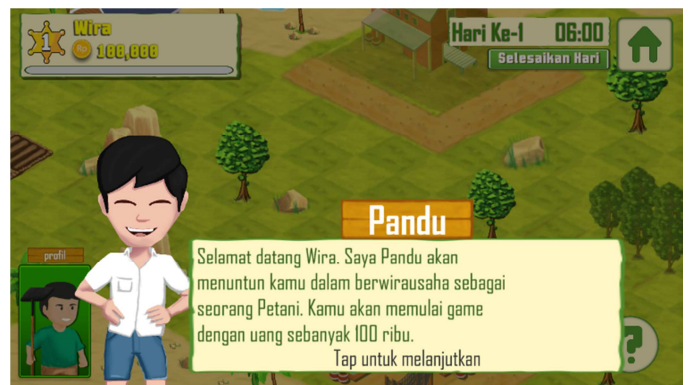 Wira
1
Rp 100,000
Hari Ke-1 06:00
Selesaikan Hari
Pandu
profil
Selamat datang Wira. Saya Pandu akan
menuntun kamu dalam berwirausaha sebagai
seorang Petani. Kamu akan memulai game
dengan uang sebanyak 100 ribu.
Tap untuk melanjutkan
?